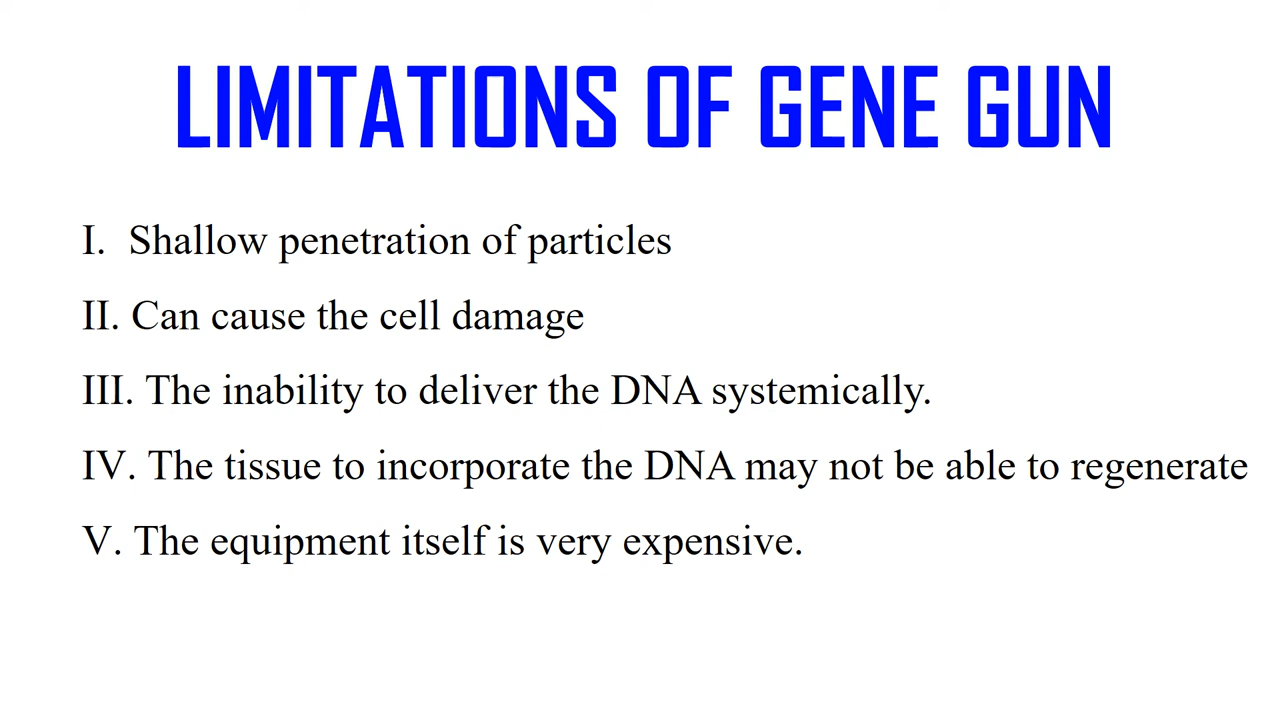 LIMITATIONS OF GENE GUN
I. Shallow penetration of particles
II. Can cause the cell damage
III. The inability to deliver the DNA systemically.
IV. The tissue to incorporate the DNA may not be able to regenerate
V. The equipment itself is very expensive.